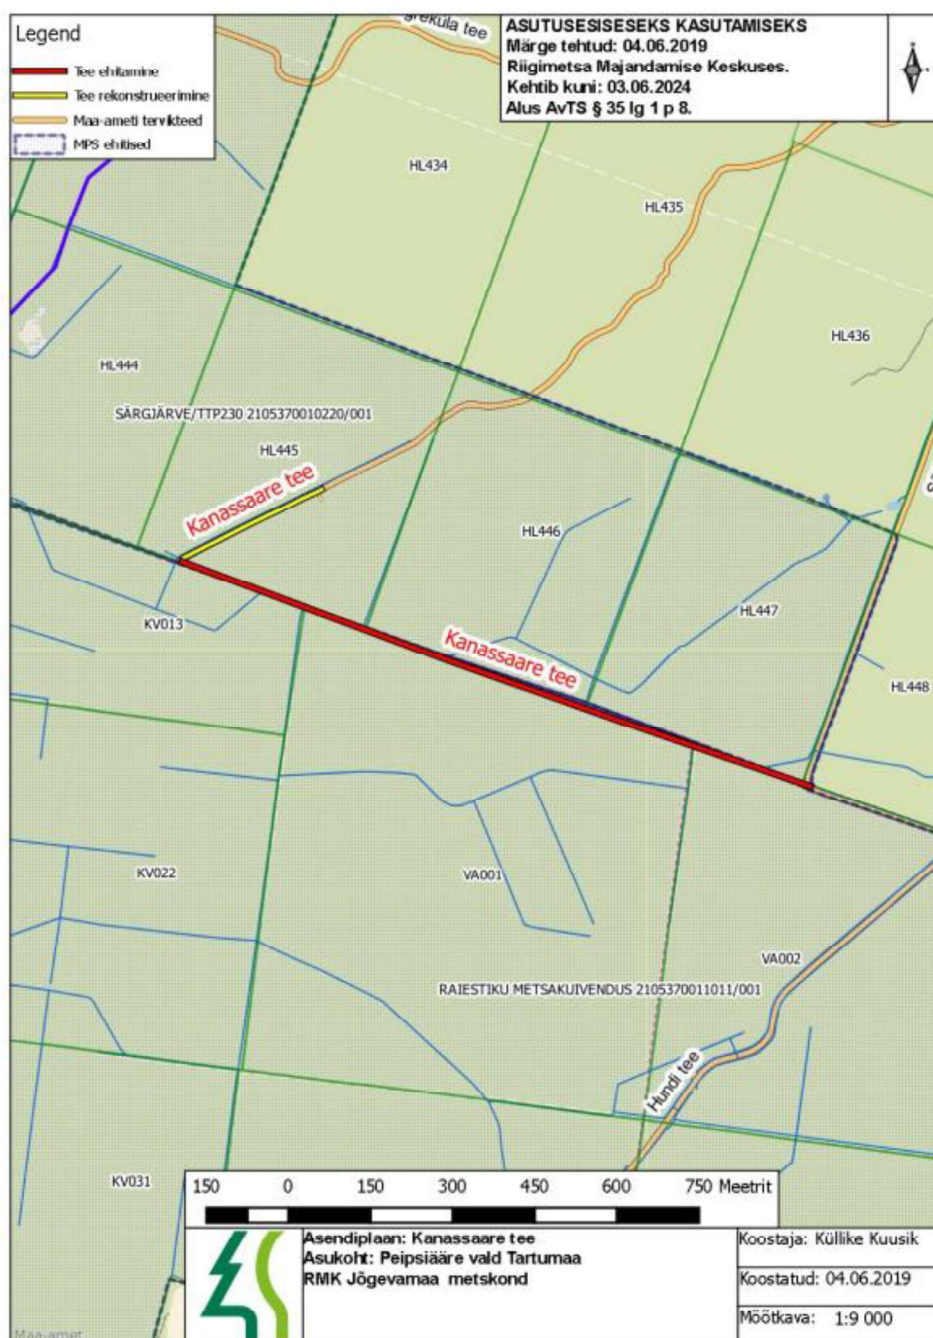 Legend
Tee ehitamine
Tee rekonstrueerimine
Maa-ameti tervikteed
MPS ehitised
ASUTUSESISESEKS KASUTAMISEKS
Märge tehtud: 04.06.2019
Riigimetsa Majandamise Keskuses.
Kehtib kuni: 03.06.2024
Alus AvTS § 35 lg 1 p 8.
HL434
HL435
HL436
HL444
SÄRGJÄRVE/TTP230 2105370010220/001
HL445
Kanassaare tee
HL446
HL447
KV013
Kanassaare tee
HL448
KV022
VA001
VA002
RAIESTIKU METSAKUIVENDUS 2105370011011/001
Hundi tee
KV031
150 0 150 300 450 600 750 Meetrit
Asendiplaan: Kanassaare tee
Asukoht: Peipsiääre vald Tartumaa
RMK Jõgevamaa metskond
Koostaja: Küllike Kuusik
Koostatud: 04.06.2019
Möötkava: 1:9 000
Maa-amet